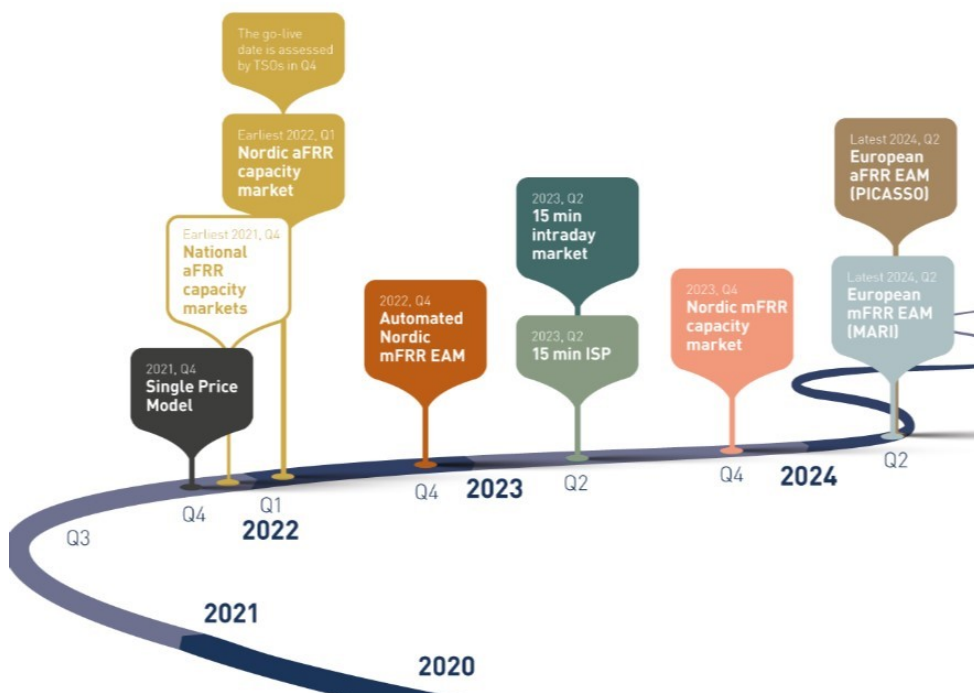 The go-live
date is assessed
by TSOs in Q4
Earliest 2022, Q1
Nordic aFRR
capacity
market
Earliest 2021, Q4
National
aFRR
capacity
markets
2021, Q4
Single Price
Model
2022, Q4
Automated
Nordic
mFRR EAM
2023, Q2
15 min
intraday
market
2023, Q2
15 min ISP
2023, Q4
Nordic mFRR
capacity
market
Latest 2024, Q2
European
aFRR EAM
(PICASSO)
Latest 2024, Q2
European
mFRR EAM
(MARI)
Q3
Q4
Q1
2022
Q4
2023
Q2
Q4
2024
Q2
2021
2020